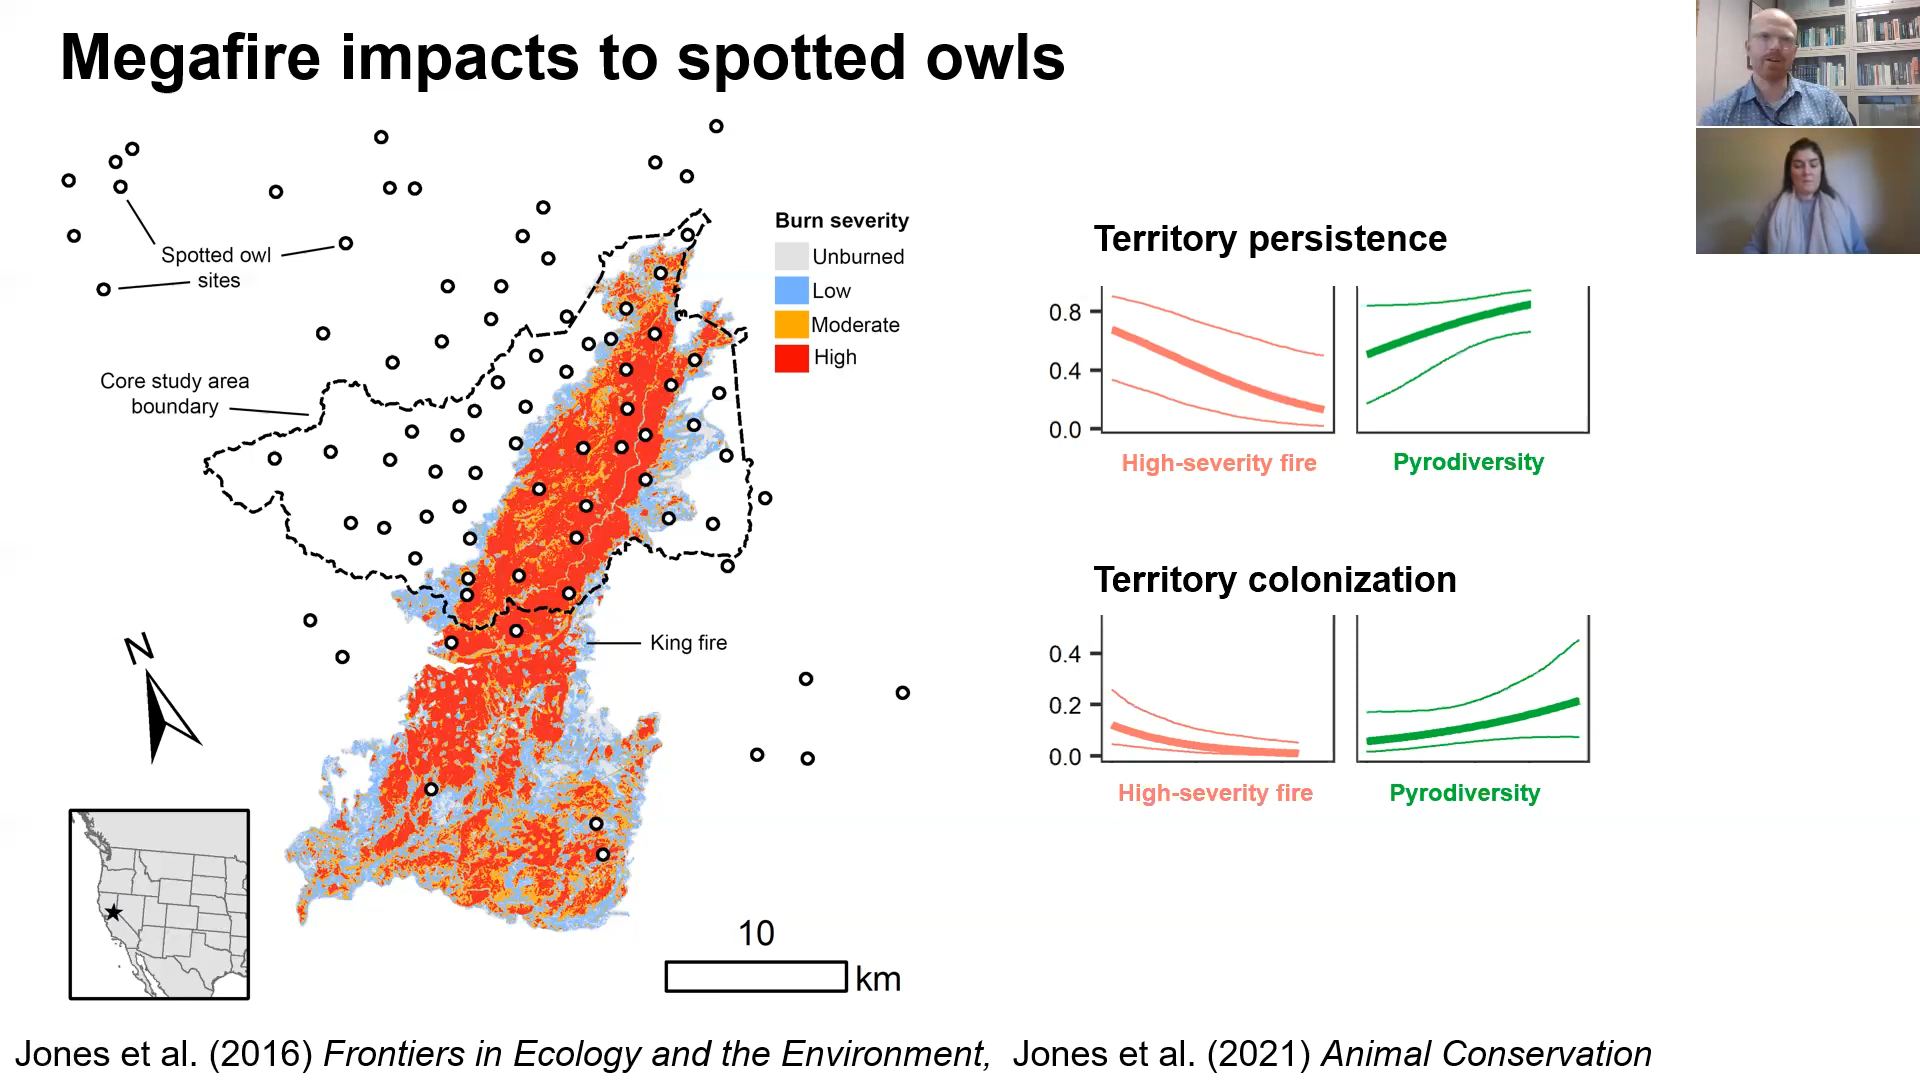 Megafire impacts to spotted owls
Spotted owl
sites
Core study area
boundary
Burn severity
Unburned
Low
Moderate
High
King fire
N
10
km
Territory persistence
0.8
0.4
0.0
High-severity fire
Pyrodiversity
Territory colonization
0.4
0.2
0.0
High-severity fire
Pyrodiversity
Jones et al. (2016) Frontiers in Ecology and the Environment, Jones et al. (2021) Animal Conservation